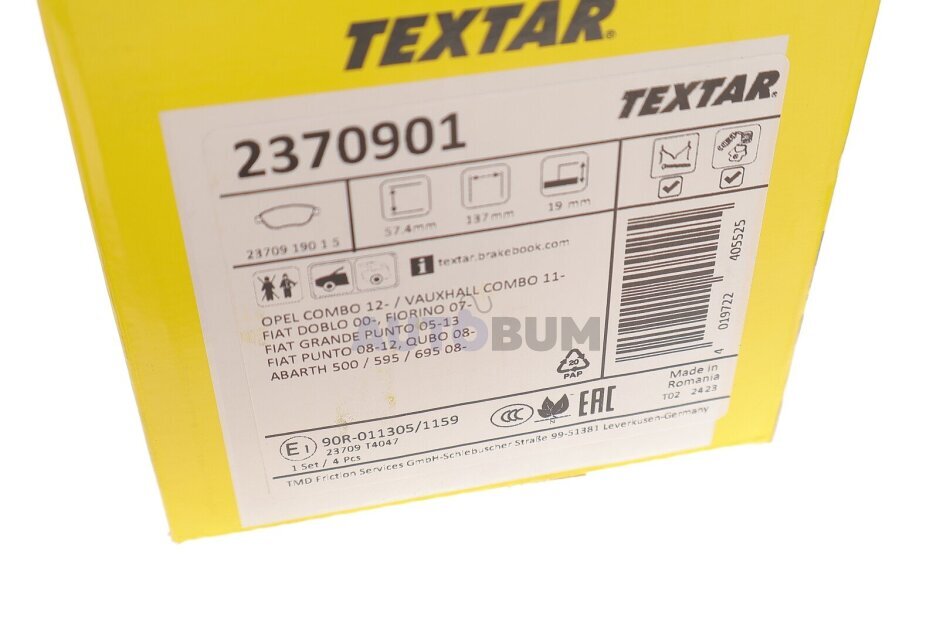 TEXTAR®
TEXTAR®
2370901
23709 190 1 5
57.4mm
137mm
19 mm
i textar.brakebook.com
OPEL COMBO 12- / VAUXHALL COMBO 11-
FIAT DOBLO 00-, FIORINO 07-
FIAT GRANDE PUNTO 05-13
FIAT PUNTO 08-12, QUBO 08-
ABARTH 500 / 595 / 695 08-
AUTOBUM
4 019722 405525
20
PAP
Made in
Romania
T02 2423
E1 90R-011305/1159
23709 T4047
CCC
N
EAC
1 Set / 4 Pcs
TMD Friction Services GmbH-Schlebuscher Straße 99-51381 Leverkusen-Germany